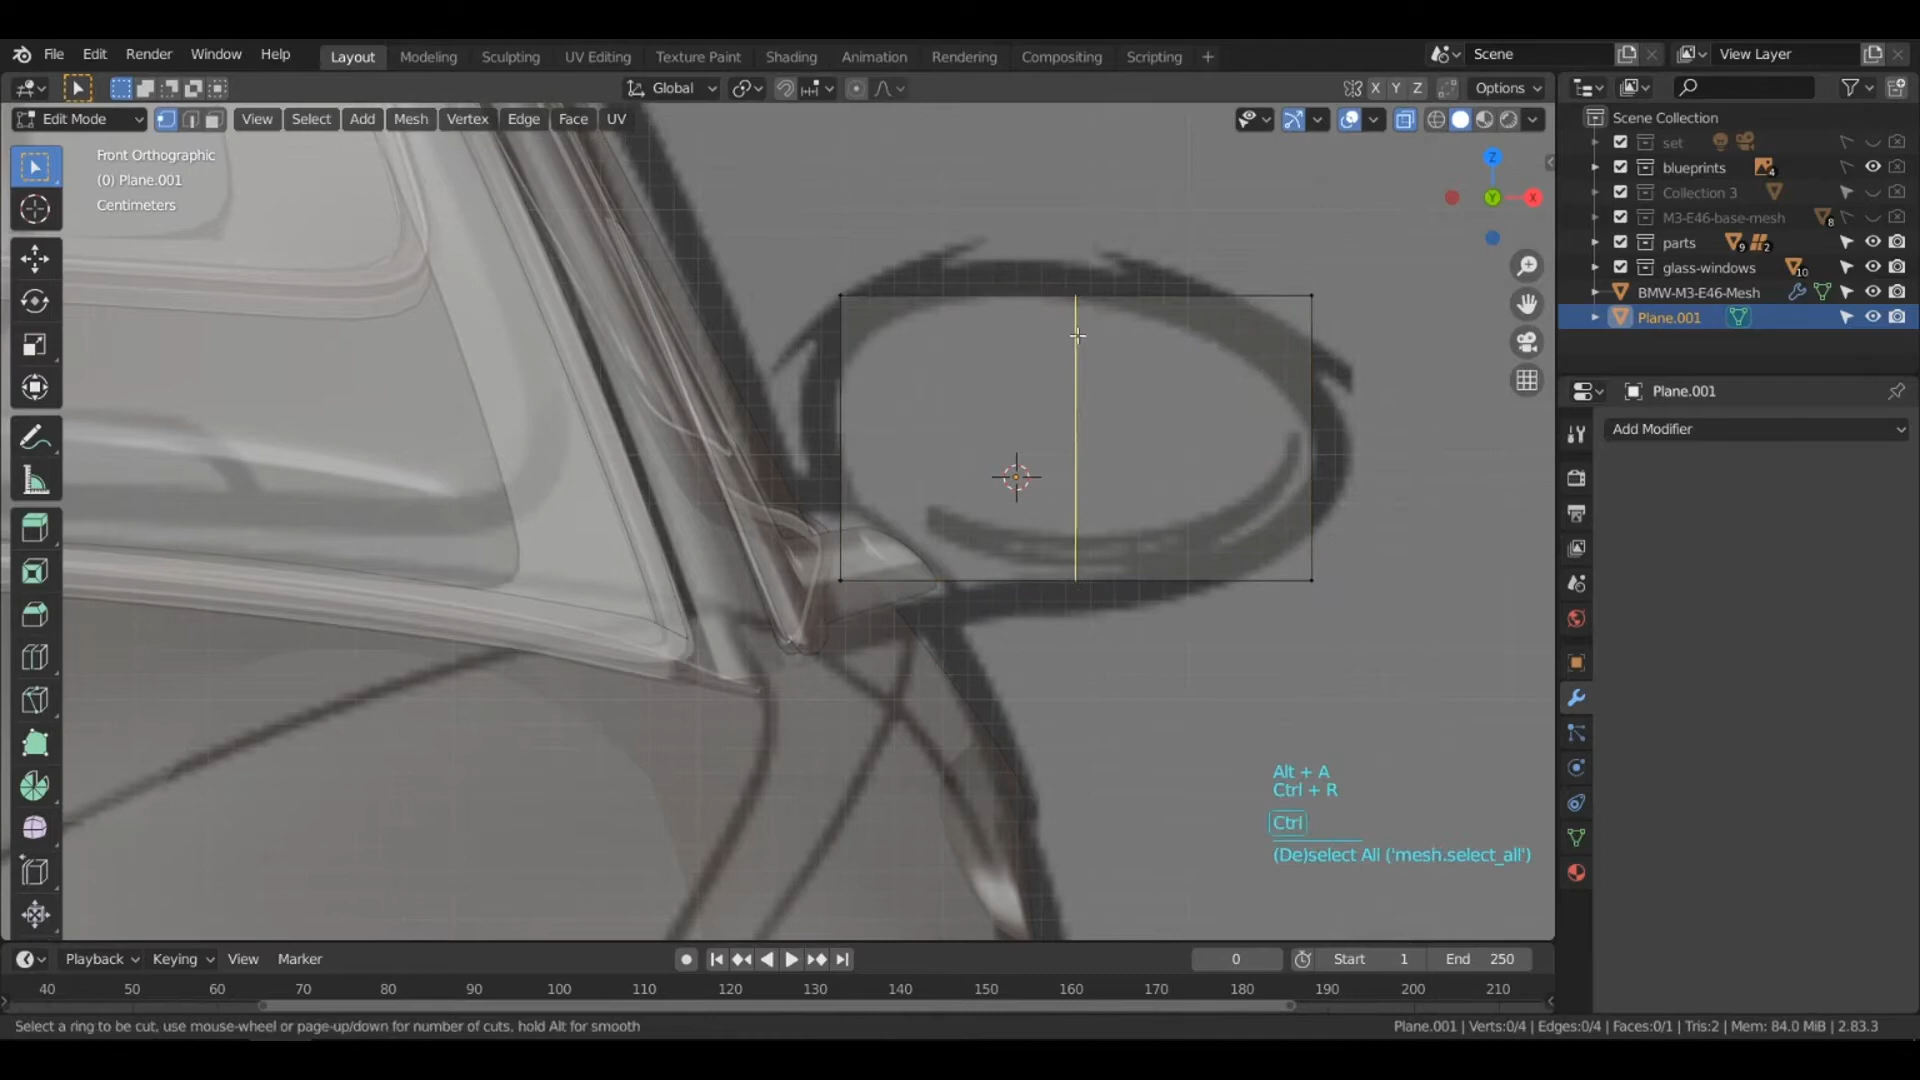 File Edit Render Window Help Layout Modeling Sculpting UV Editing Texture Paint Shading Animation Rendering Compositing Scripting + Scene View Layer
Global X Y Z Options
Edit Mode View Select Add Mesh Vertex Edge Face UV
Front Orthographic
(0) Plane.001
Centimeters
Z
Y
X
Scene Collection
set
blueprints 4
Collection 3
M3-E46-base-mesh 8
parts 9 2
glass-windows 10
BMW-M3-E46-Mesh
Plane.001
Plane.001
Add Modifier
Alt + A
Ctrl + R
Ctrl
(De)select All ('mesh.select_all')
Playback Keying View Marker 0 Start 1 End 250
40 50 60 70 80 90 100 110 120 130 140 150 160 170 180 190 200 210
Select a ring to be cut, use mouse-wheel or page-up/down for number of cuts, hold Alt for smooth
Plane.001 | Verts:0/4 | Edges:0/4 | Faces:0/1 | Tris:2 | Mem: 84.0 MiB | 2.83.3